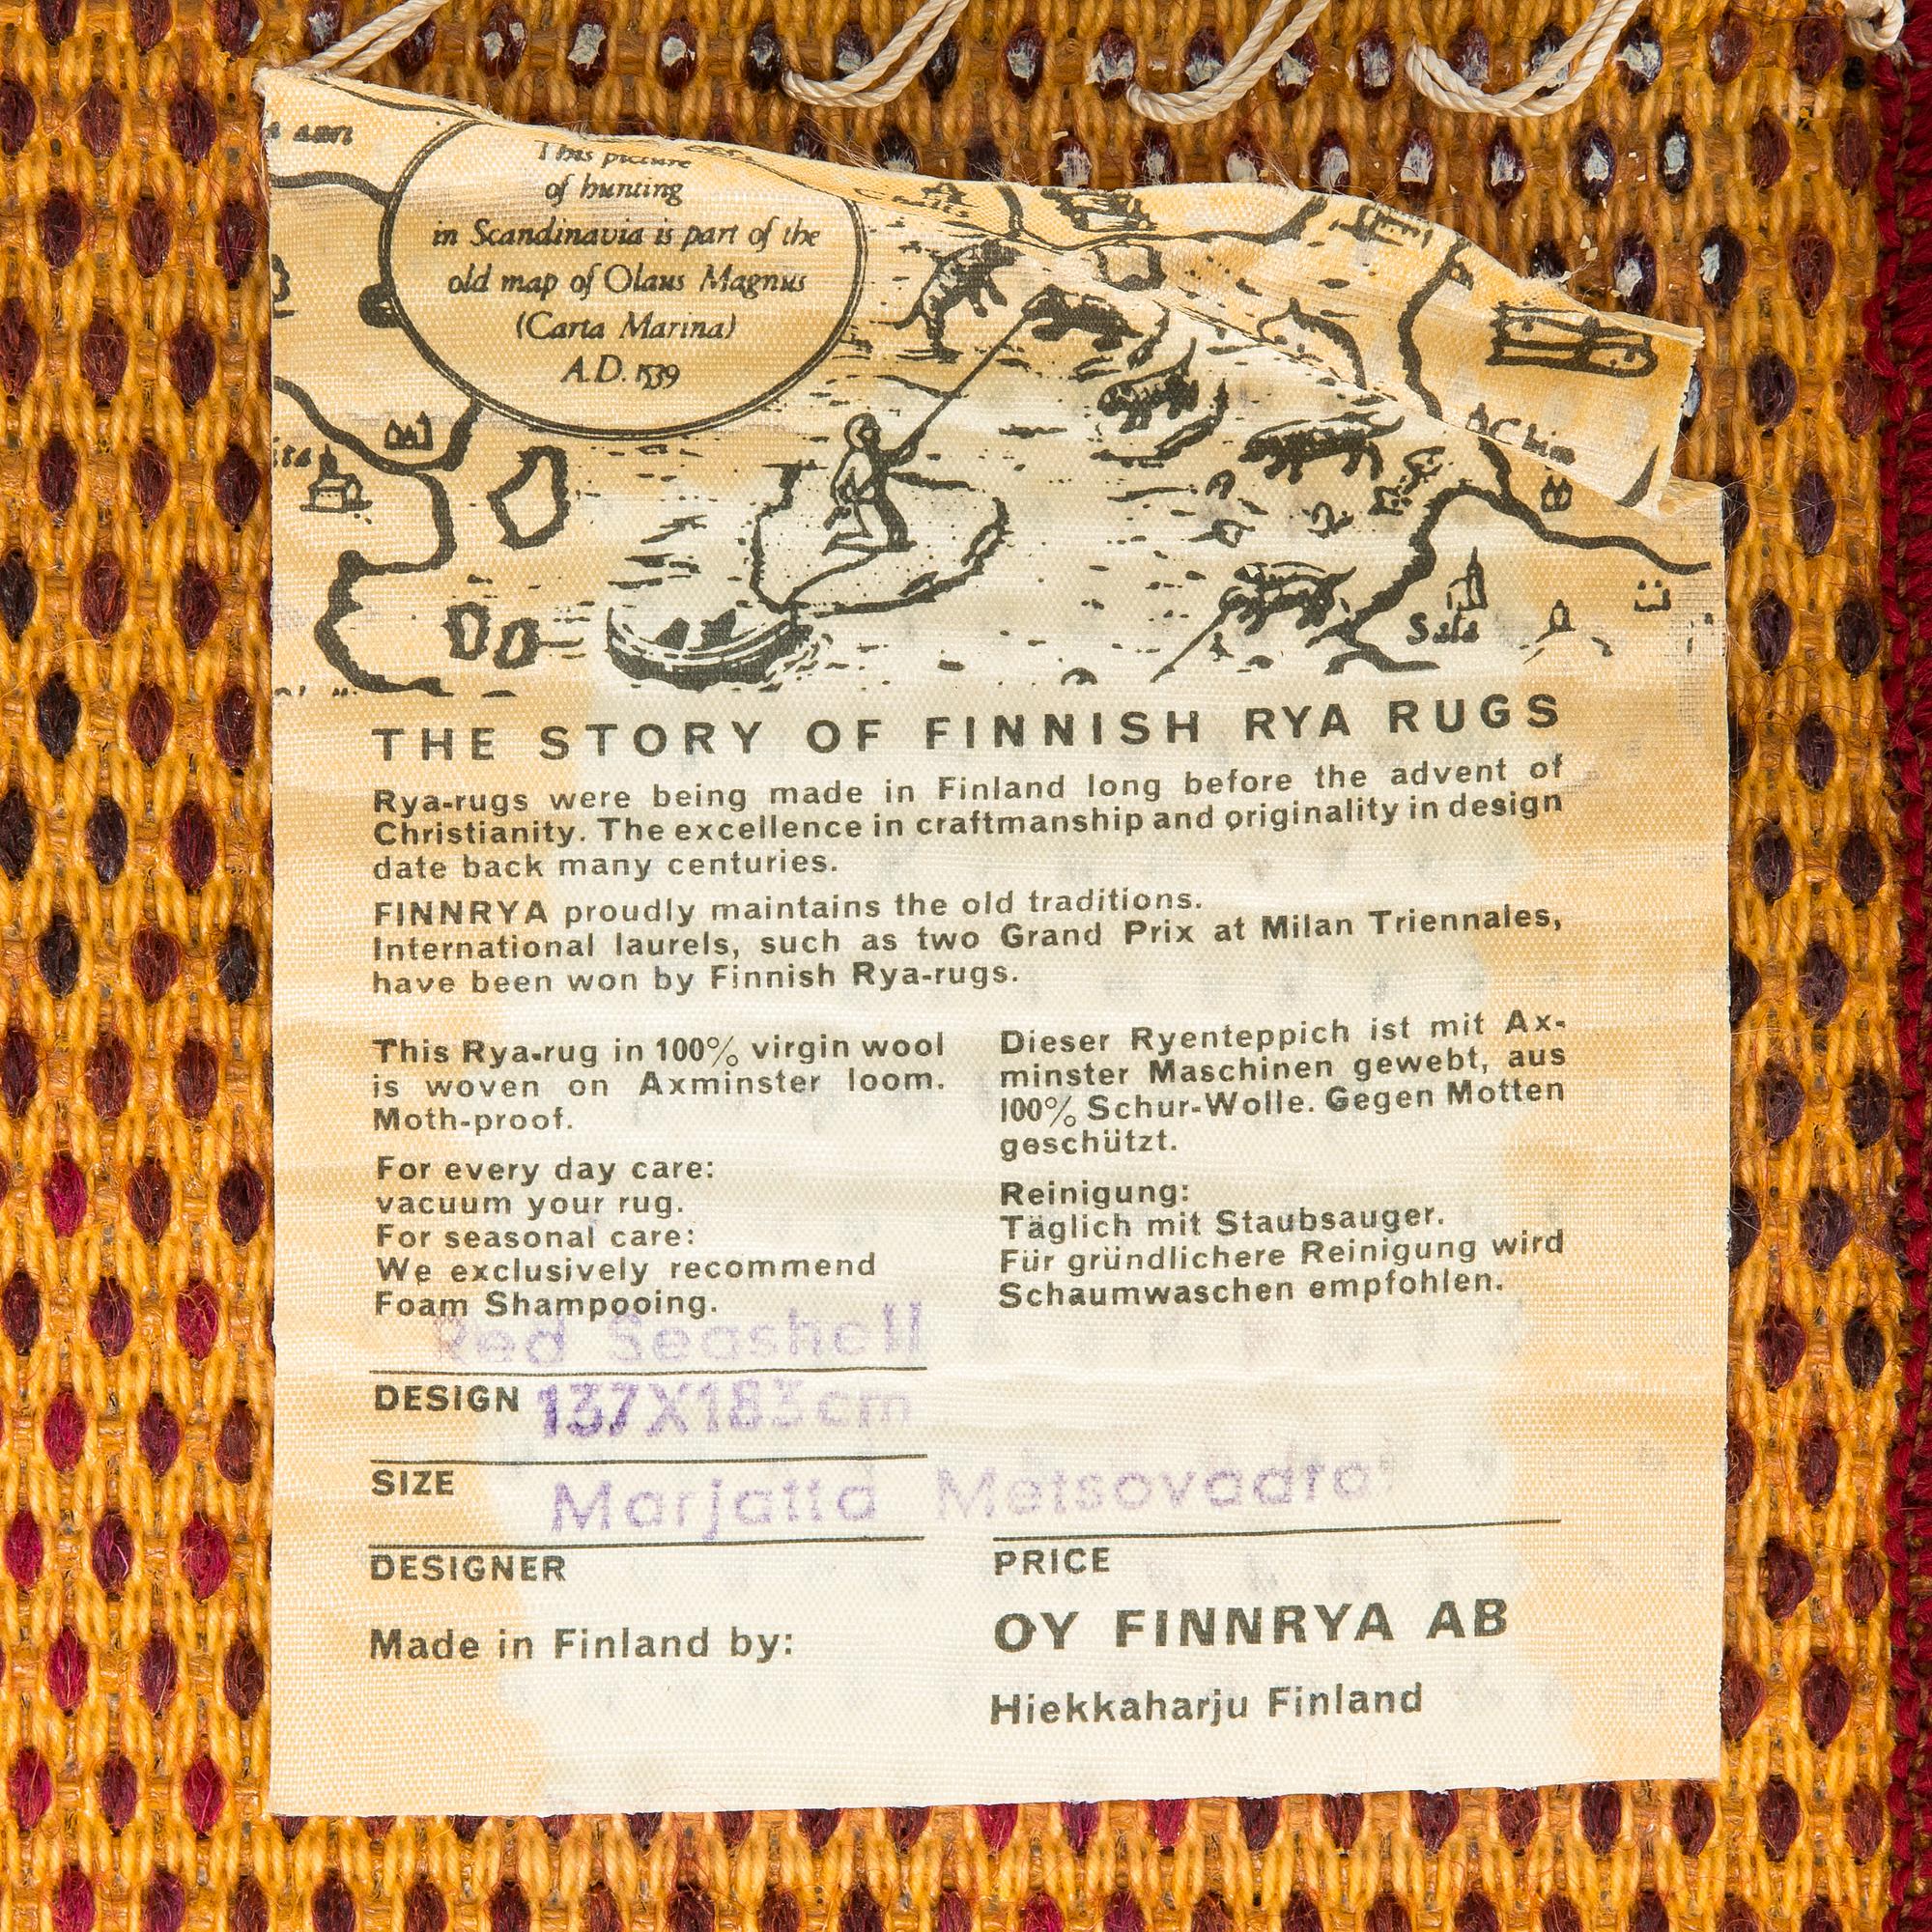 This picture
of hunting
in Scandinavia is part of the
old map of Olaus Magnus
(Carta Marina)
A.D. 1539
Sala
THE STORY OF FINNISH RYA RUGS
Rya-rugs were being made in Finland long before the advent of
Christianity. The excellence in craftmanship and originality in design
date back many centuries.
FINNRYA proudly maintains the old traditions.
International laurels, such as two Grand Prix at Milan Triennales,
have been won by Finnish Rya-rugs.
This Rya-rug in 100% virgin wool
is woven on Axminster loom.
Moth-proof.
For every day care:
vacuum your rug.
For seasonal care:
We exclusively recommend
Foam Shampooing.
Dieser Ryenteppich ist mit Ax-
minster Maschinen gewebt, aus
100% Schur-Wolle. Gegen Motten
geschützt.
Reinigung:
Täglich mit Staubsauger.
Für gründlichere Reinigung wird
Schaumwaschen empfohlen.
Red Seashell
DESIGN 137X183cm
SIZE Marjatta Metsovaara
DESIGNER
PRICE
Made in Finland by:
OY FINNRYA AB
Hiekkaharju Finland